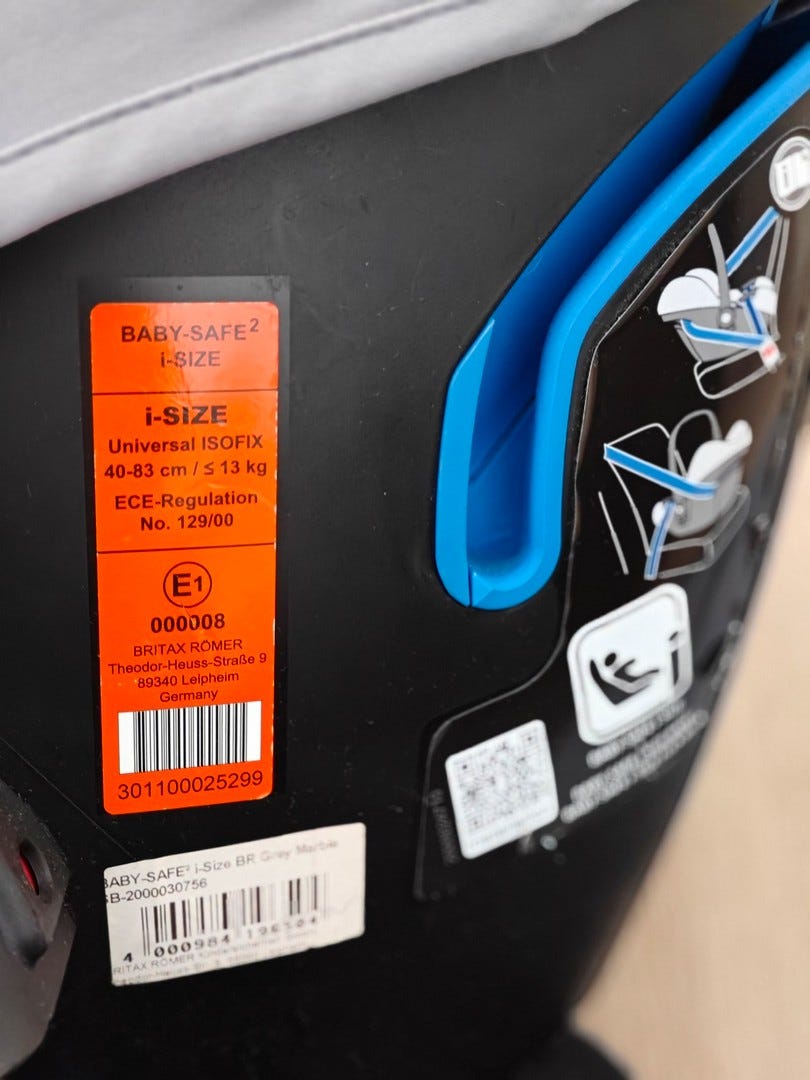 BABY-SAFE²
i-SIZE
i-SIZE
Universal ISOFIX
40-83 cm / ≤ 13 kg
ECE-Regulation
No. 129/00
E1
000008
BRITAX RÖMER
Theodor-Heuss-Straße 9
89340 Leipheim
Germany
301100025299
BABY-SAFE² i-Size BR Grey Marble
SB-2000030756
4 000984 196504
BRITAX RÖMER